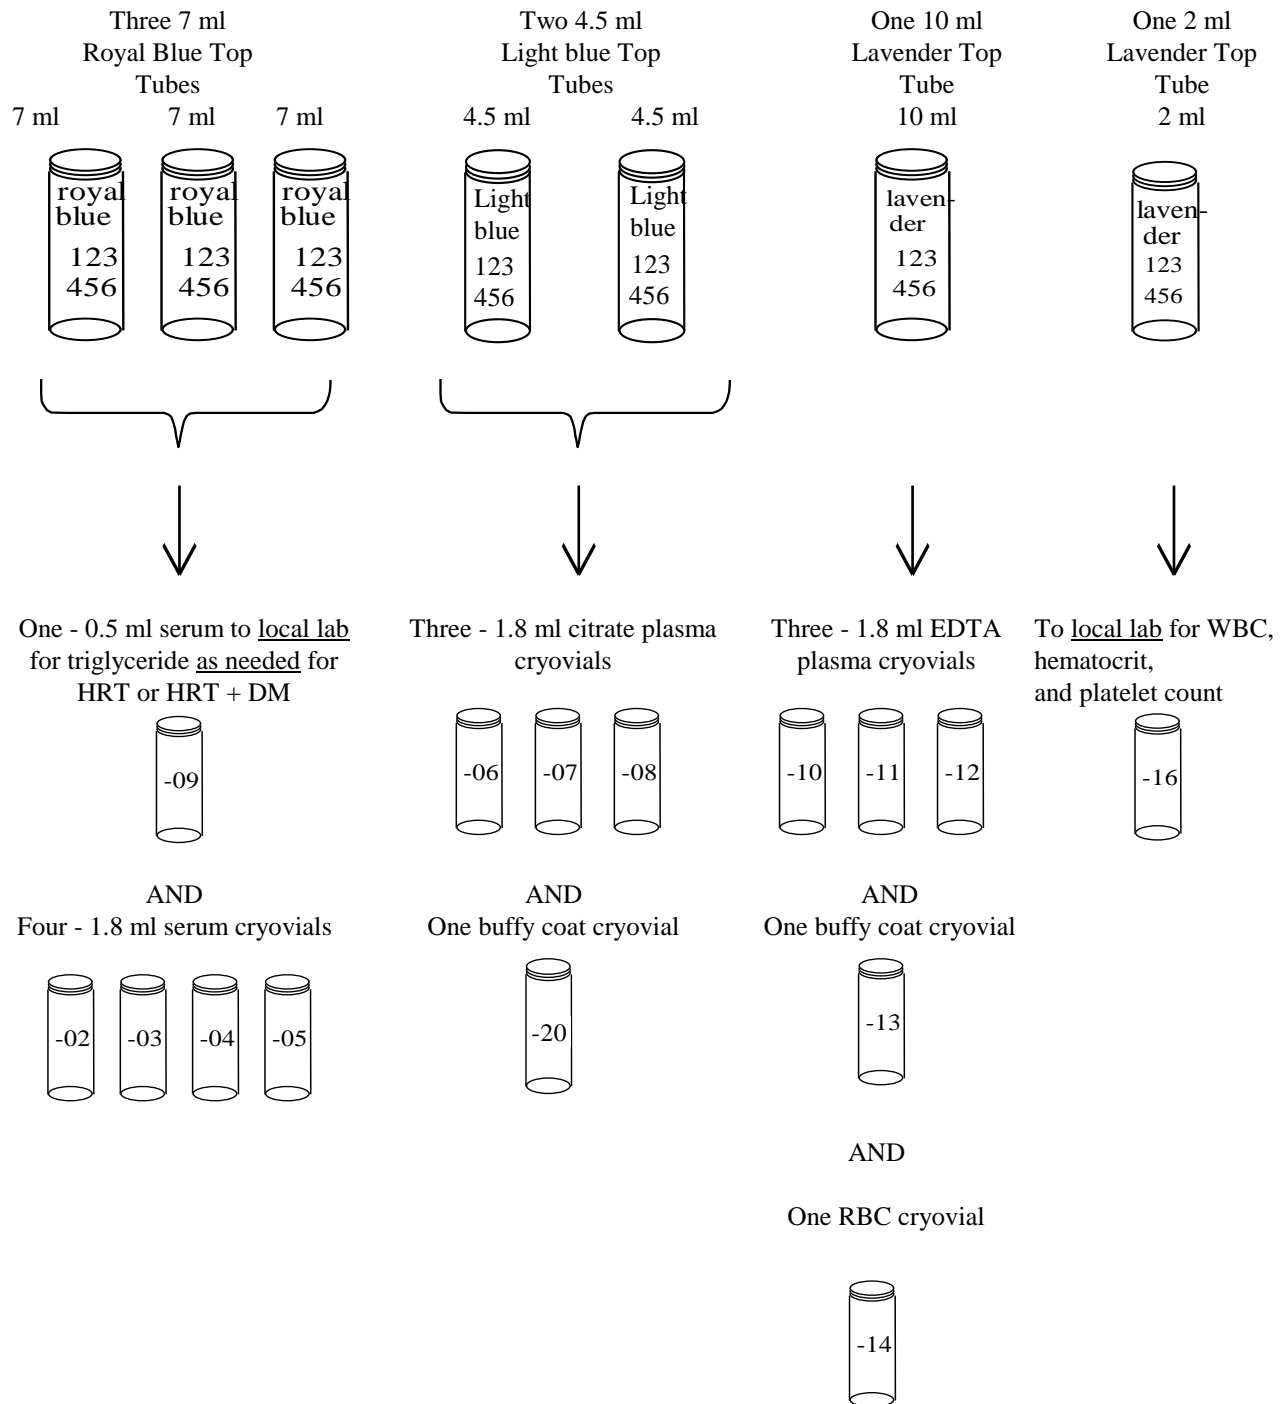 Three 7 ml
Royal Blue Top
Tubes
7 ml 7 ml 7 ml
royal
blue
123
456
royal
blue
123
456
royal
blue
123
456
Two 4.5 ml
Light blue Top
Tubes
4.5 ml 4.5 ml
Light
blue
123
456
Light
blue
123
456
One 10 ml
Lavender Top
Tube
10 ml
laven-
der
123
456
One 2 ml
Lavender Top
Tube
2 ml
laven-
der
123
456
One - 0.5 ml serum to local lab
for triglyceride as needed for
HRT or HRT + DM
-09
AND
Four - 1.8 ml serum cryovials
-02 -03 -04 -05
Three - 1.8 ml citrate plasma
cryovials
-06 -07 -08
AND
One buffy coat cryovial
-20
Three - 1.8 ml EDTA
plasma cryovials
-10 -11 -12
AND
One buffy coat cryovial
-13
AND
One RBC cryovial
-14
To local lab for WBC,
hematocrit,
and platelet count
-16